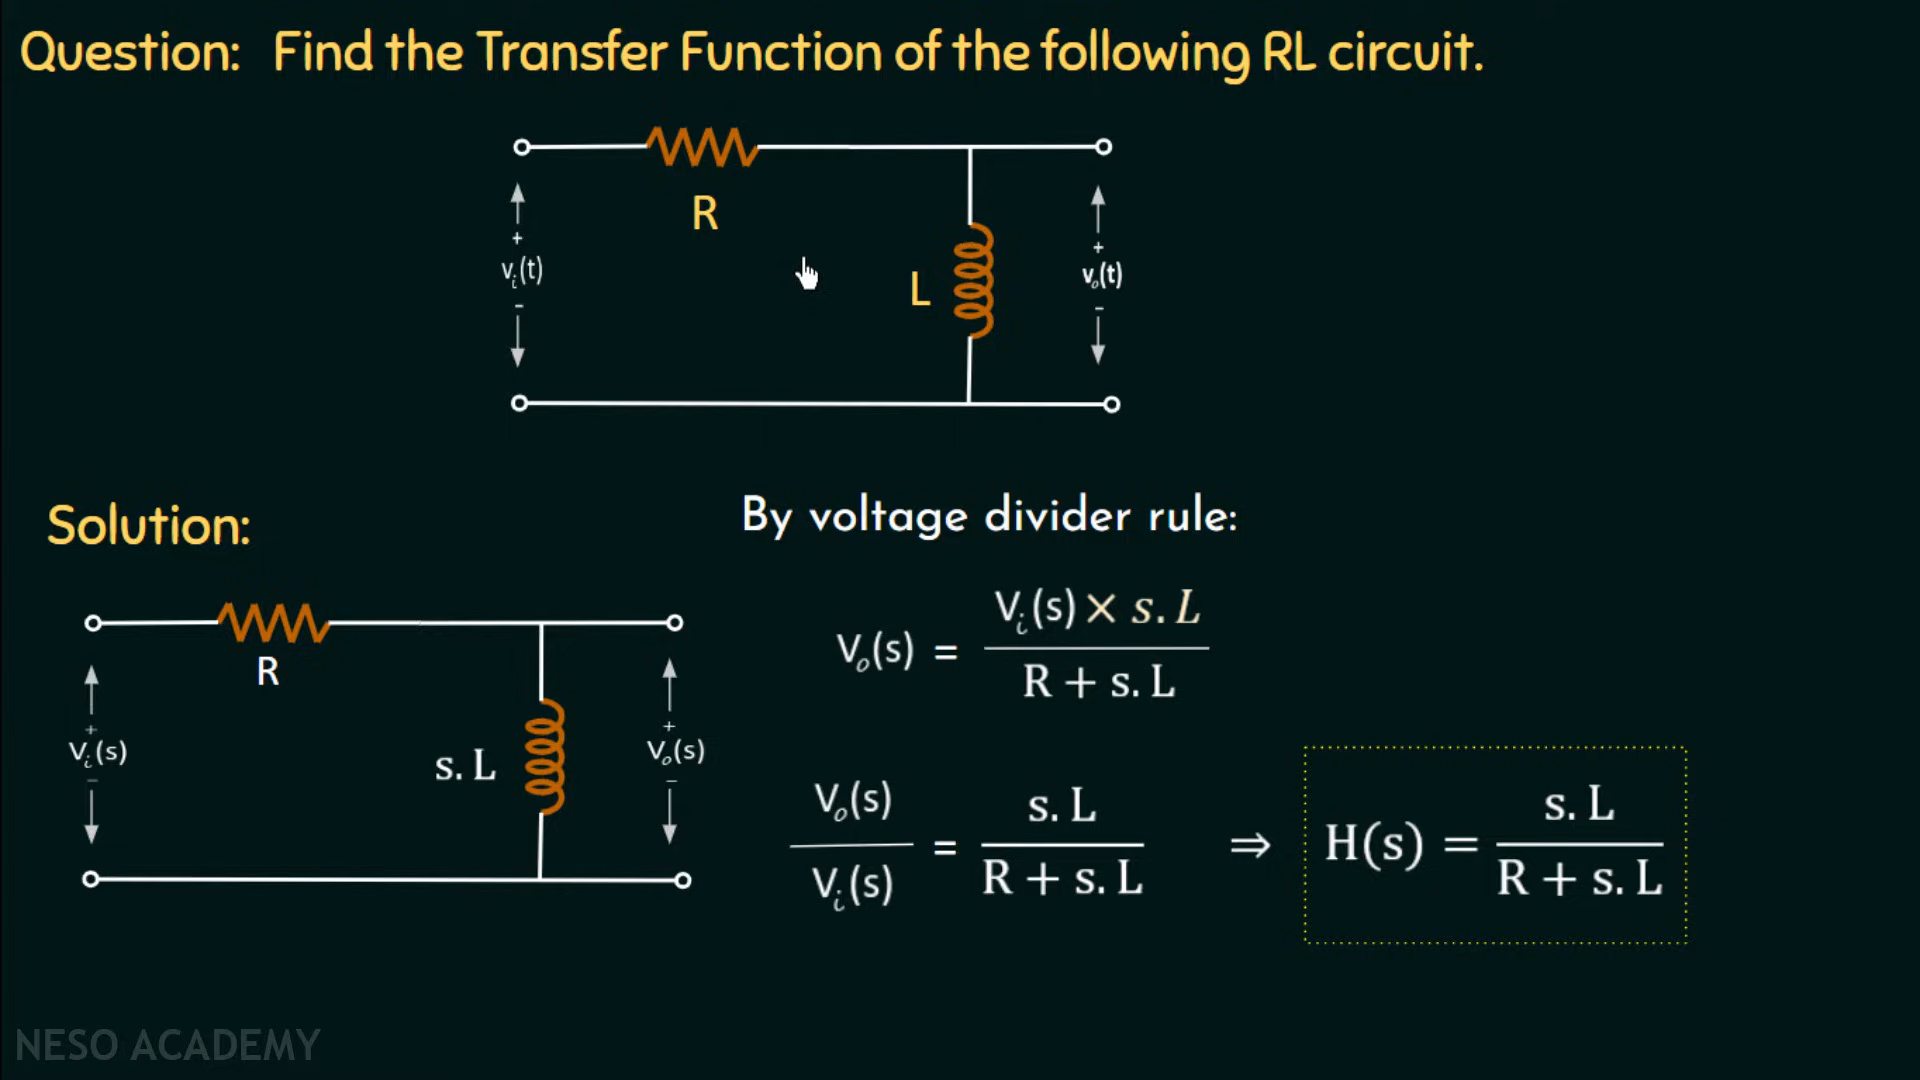 Question: Find the Transfer Function of the following RL circuit.
R
+
vᵢ(t)
-
L
+
vₒ(t)
-
Solution:
By voltage divider rule:
R
+
Vᵢ(s)
-
s. L
+
Vₒ(s)
-
Vₒ(s) = Vᵢ(s) × s. L
R + s. L
Vₒ(s)
Vᵢ(s)
=
s. L
R + s. L
⇒
H(s) =
s. L
R + s. L
NESO ACADEMY